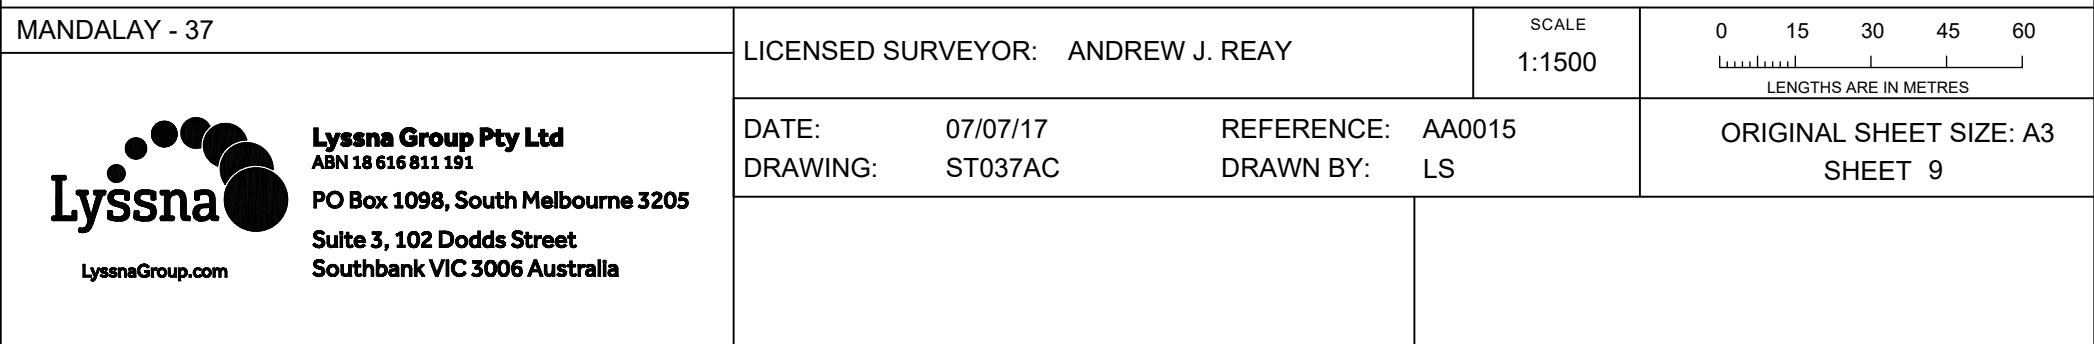 MANDALAY - 37
Lyssna
LyssnaGroup.com
Lyssna Group Pty Ltd
ABN 18 616 811 191
PO Box 1098, South Melbourne 3205
Suite 3, 102 Dodds Street
Southbank VIC 3006 Australia
LICENSED SURVEYOR: ANDREW J. REAY
SCALE
1:1500
0 15 30 45 60
LENGTHS ARE IN METRES
DATE: 07/07/17 REFERENCE: AA0015
DRAWING: ST037AC DRAWN BY: LS
ORIGINAL SHEET SIZE: A3
SHEET 9